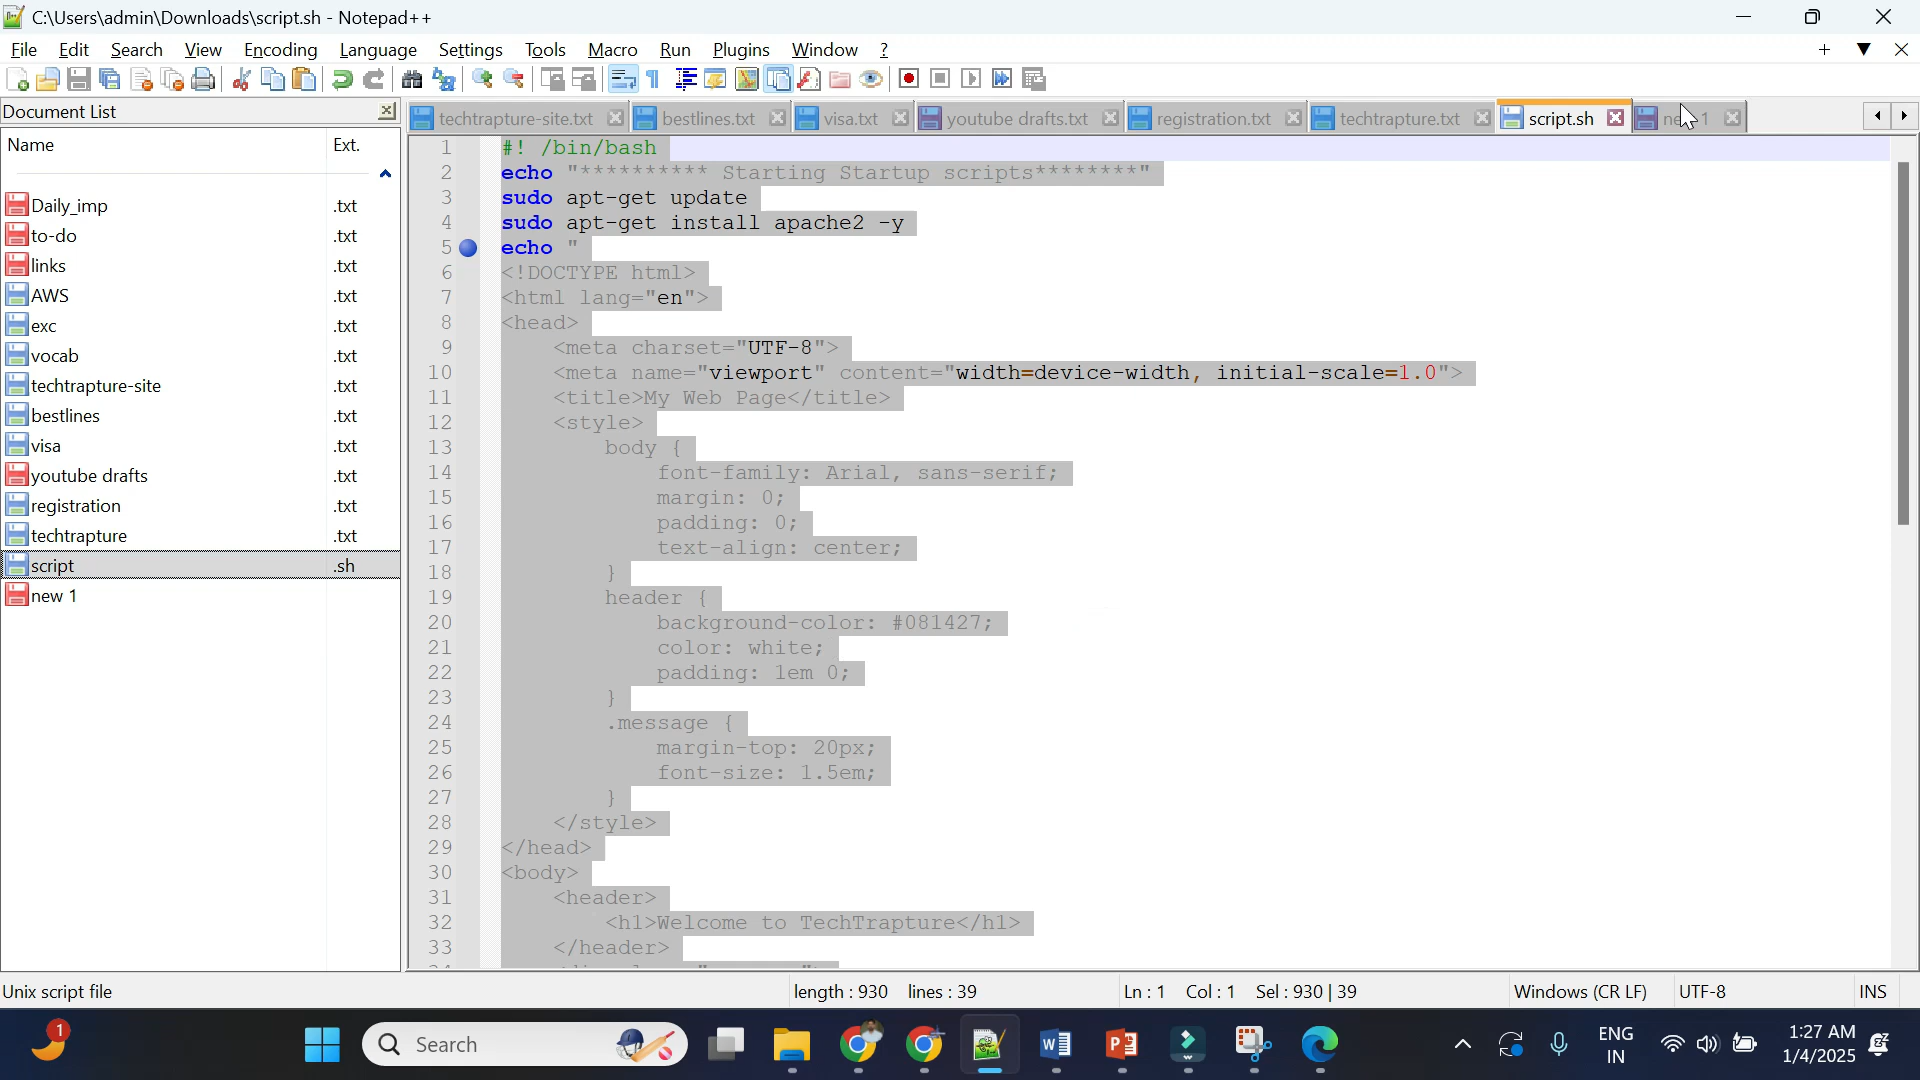 C:\Users\admin\Downloads\script.sh - Notepad++
File Edit Search View Encoding Language Settings Tools Macro Run Plugins Window ?
Document List
techtrapture-site.txt bestlines.txt visa.txt youtube drafts.txt registration.txt techtrapture.txt script.sh 1
Name Ext.
Daily_imp .txt
to-do .txt
links .txt
AWS .txt
exc .txt
vocab .txt
techtrapture-site .txt
bestlines .txt
visa .txt
youtube drafts .txt
registration .txt
techtrapture .txt
script .sh
new 1
1 #! /bin/bash
2 echo "********** Starting Startup scripts********"
3 sudo apt-get update
4 sudo apt-get install apache2 -y
5 echo "
6 <!DOCTYPE html>
7 <html lang="en">
8 <head>
9 <meta charset="UTF-8">
10 <meta name="viewport" content="width=device-width, initial-scale=1.0">
11 <title>My Web Page</title>
12 <style>
13 body {
14 font-family: Arial, sans-serif;
15 margin: 0;
16 padding: 0;
17 text-align: center;
18 }
19 header {
20 background-color: #081427;
21 color: white;
22 padding: 1em 0;
23 }
24 .message {
25 margin-top: 20px;
26 font-size: 1.5em;
27 }
28 </style>
29 </head>
30 <body>
31 <header>
32 <h1>Welcome to TechTrapture</h1>
33 </header>
Unix script file length : 930 lines : 39 Ln : 1 Col : 1 Sel : 930 | 39 Windows (CR LF) UTF-8 INS
1 Search ENG IN 1:27 AM
1/4/2025